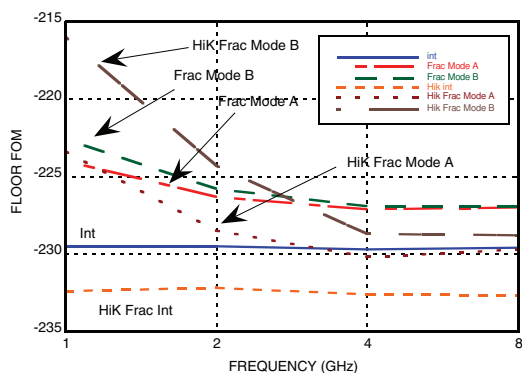 -215
HiK Frac Mode B
int
Frac Mode A
Frac Mode B
Hik int
Hik Frac Mode A
Hik Frac Mode B
Frac Mode B
-220
Frac Mode A
FLOOR FOM
HiK Frac Mode A
-225
Int
-230
HiK Frac Int
-235
1
2
4
8
FREQUENCY (GHz)